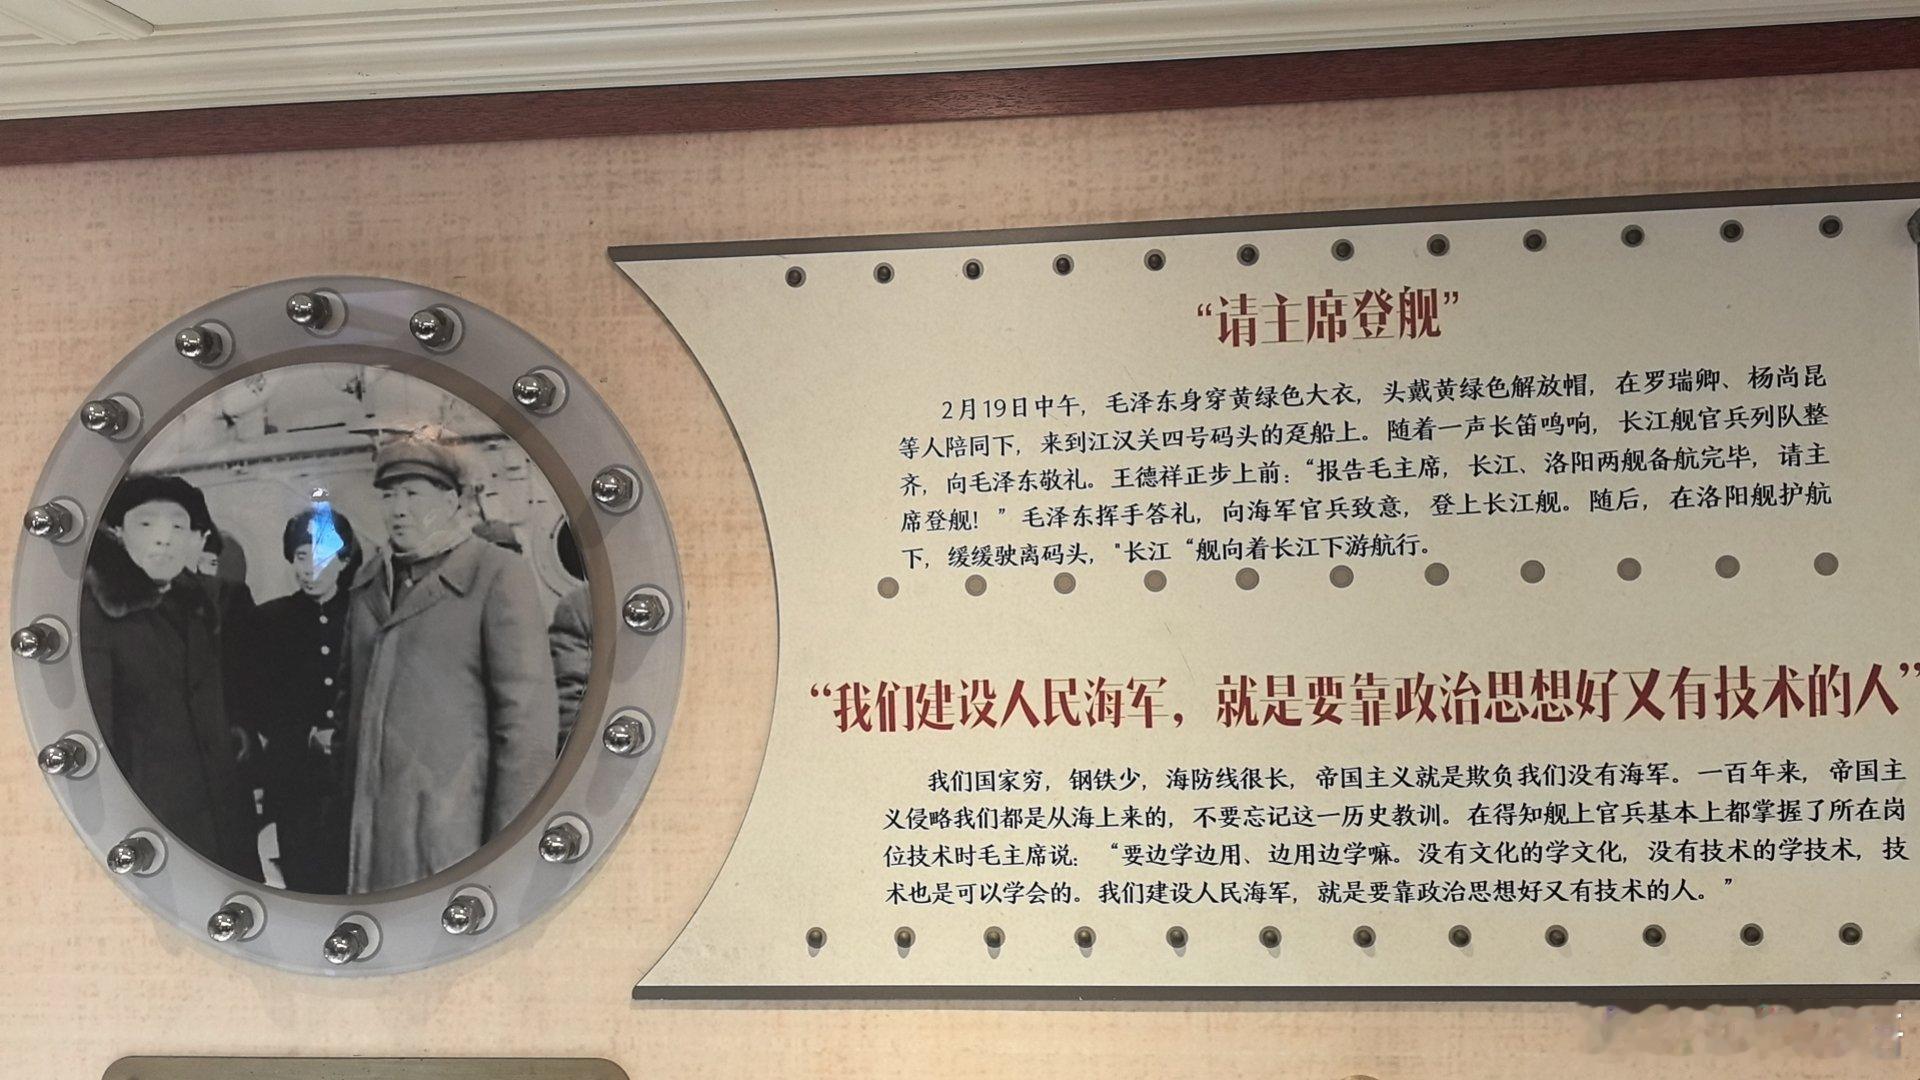 “请主席登舰”
2月19日中午，毛泽东身穿黄绿色大衣，头戴黄绿色解放帽，在罗瑞卿、杨尚昆
等人陪同下，来到江汉关四号码头的趸船上。随着一声长笛鸣响，长江舰官兵列队整
齐，向毛泽东敬礼。王德祥正步上前：“报告毛主席，长江、洛阳两舰备航完毕，请主
席登舰！”毛泽东挥手答礼，向海军官兵致意，登上长江舰。随后，在洛阳舰护航
下，缓缓驶离码头，"长江“舰向着长江下游航行。
“我们建设人民海军，就是要靠政治思想好又有技术的人”
我们国家穷，钢铁少，海防线很长，帝国主义就是欺负我们没有海军。一百年来，帝国主
义侵略我们都是从海上来的，不要忘记这一历史教训。在得知舰上官兵基本上都掌握了所在岗
位技术时毛主席说：“要边学边用、边用边学嘛。没有文化的学文化，没有技术的学技术，技
术也是可以学会的。我们建设人民海军，就是要靠政治思想好又有技术的人。”